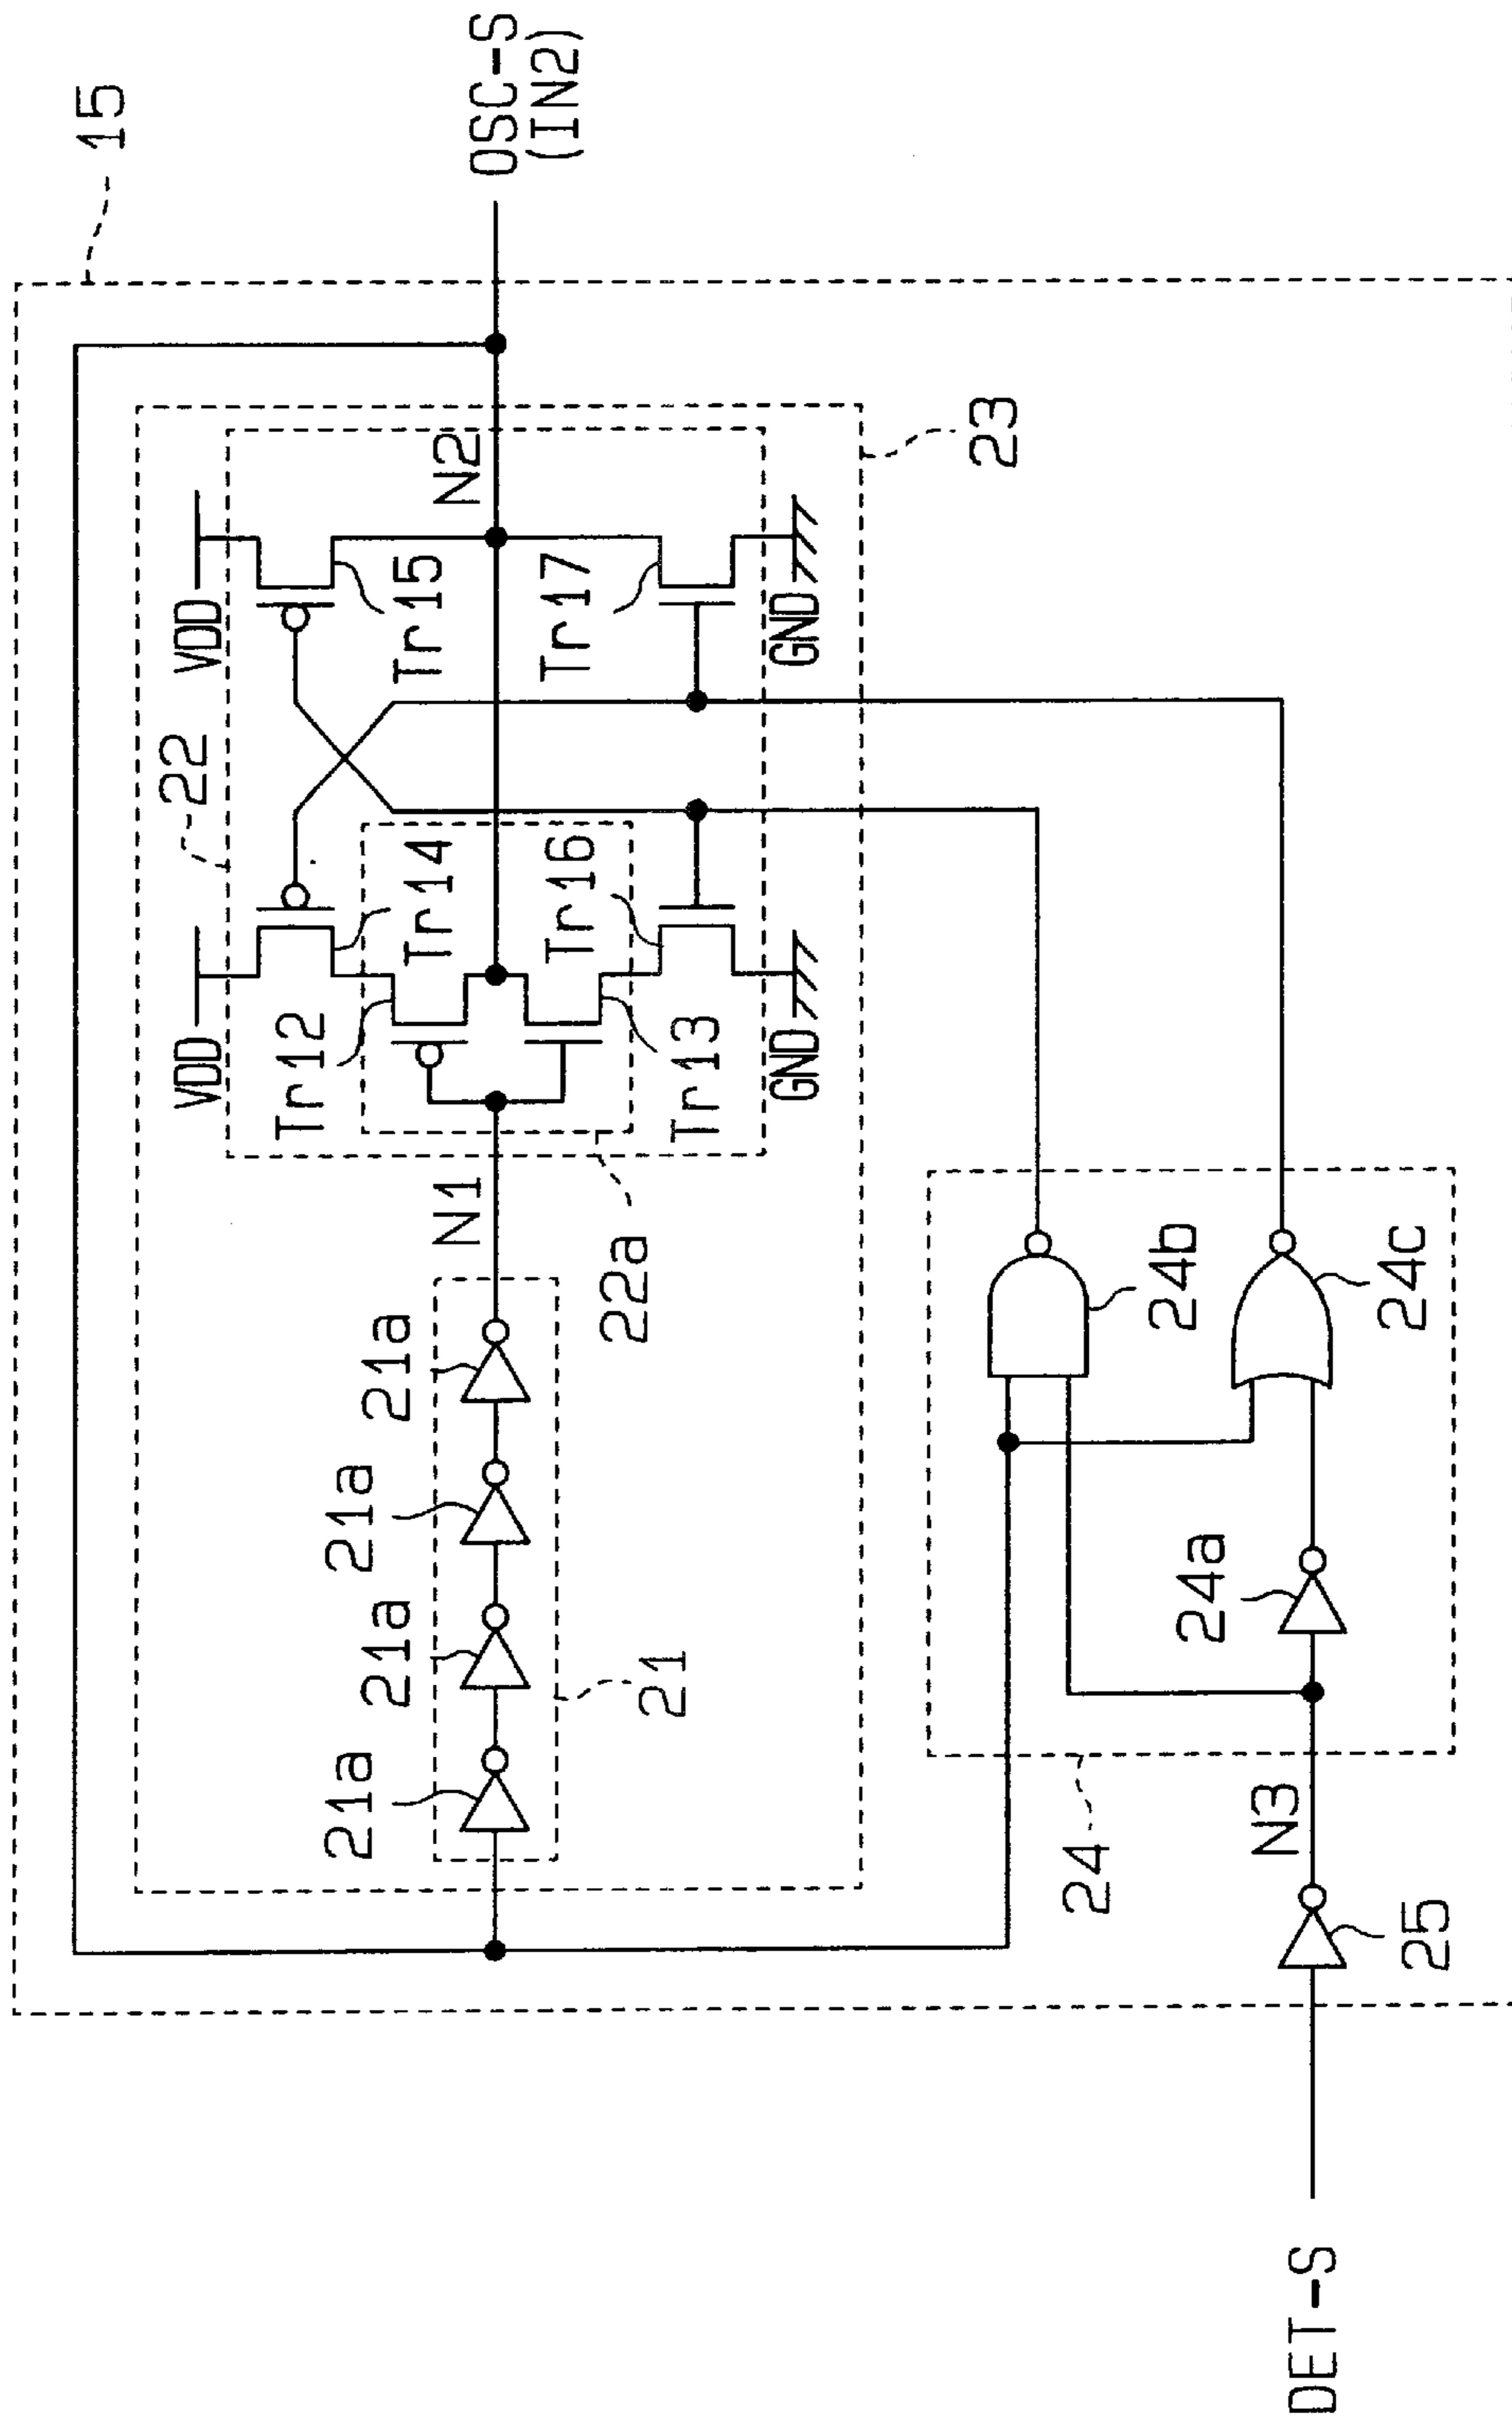 15
OSC-S
(IN2)
22
23
VDD
VDD
N2
Tr15
Tr14
Tr12
Tr17
Tr16
Tr13
GND
GND
N1
22a
21a
21a
21a
21a
21
24b
24c
24a
24
N3
25
DET-S